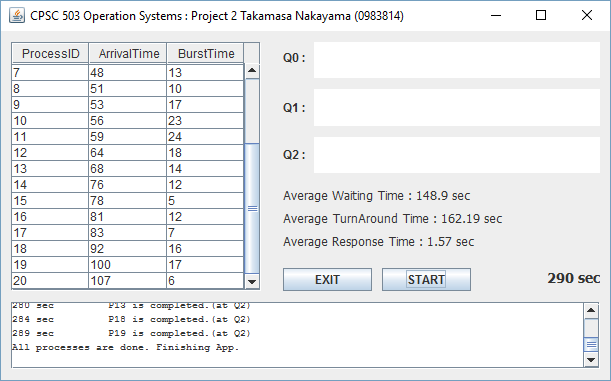 CPSC 503 Operation Systems : Project 2 Takamasa Nakayama (0983814)
ProcessID ArrivalTime BurstTime
7 48 13
8 51 10
9 53 17
10 56 23
11 59 24
12 64 18
13 68 14
14 76 12
15 78 5
16 81 12
17 83 7
18 92 16
19 100 17
20 107 6
Q0 :
Q1 :
Q2 :
Average Waiting Time : 148.9 sec
Average TurnAround Time : 162.19 sec
Average Response Time : 1.57 sec
EXIT START 290 sec
280 sec P13 is completed.(at Q2)
284 sec P18 is completed.(at Q2)
289 sec P19 is completed.(at Q2)
All processes are done. Finishing App.